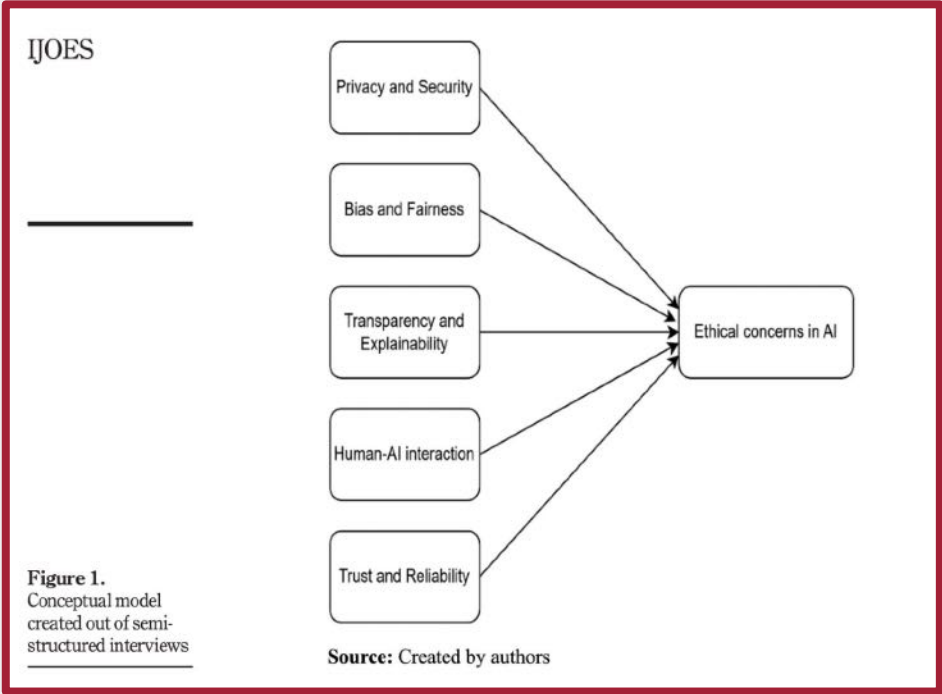 IJOES
Privacy and Security
Bias and Fairness
Transparency and
Explainability
Human-AI interaction
Trust and Reliability
Ethical concerns in AI
Figure 1.
Conceptual model
created out of semi-
structured interviews
Source: Created by authors